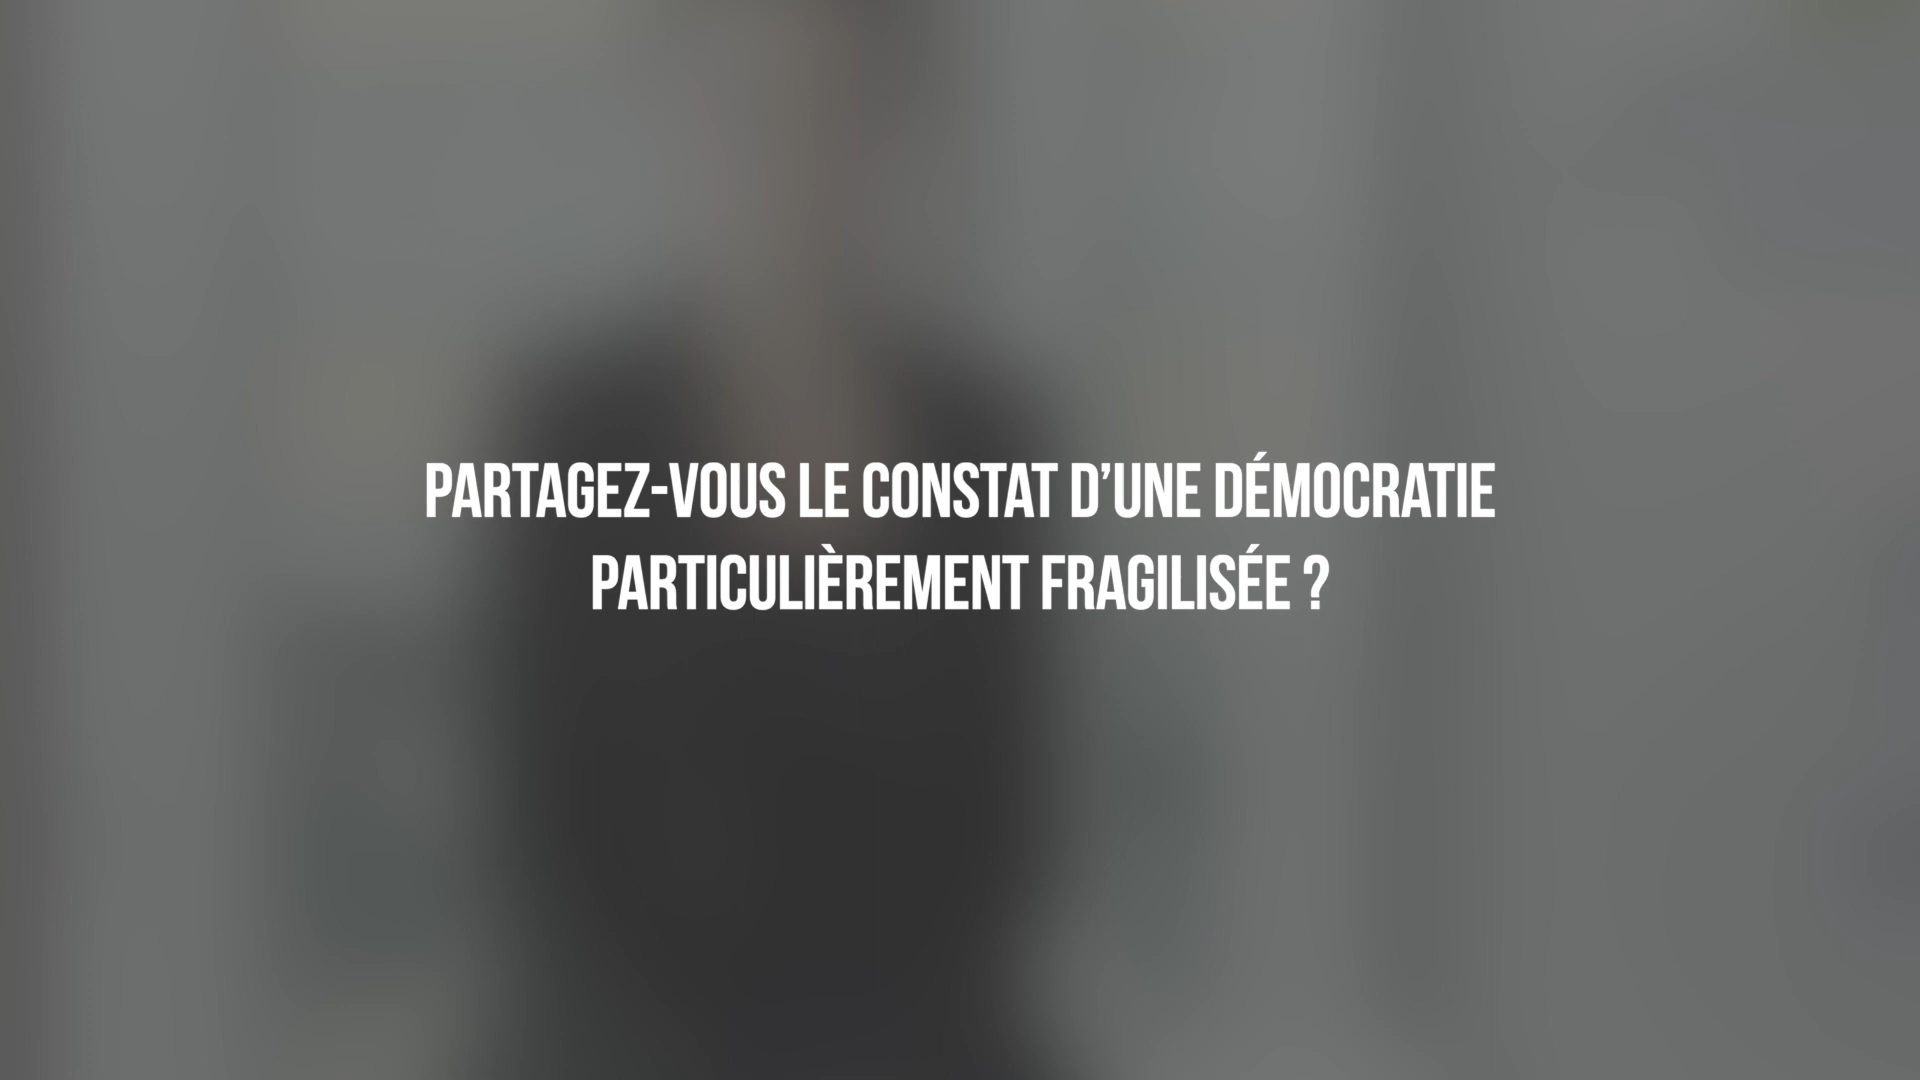 PARTAGEZ-VOUS LE CONSTAT D’UNE DÉMOCRATIE
PARTICULIÈREMENT FRAGILISÉE ?